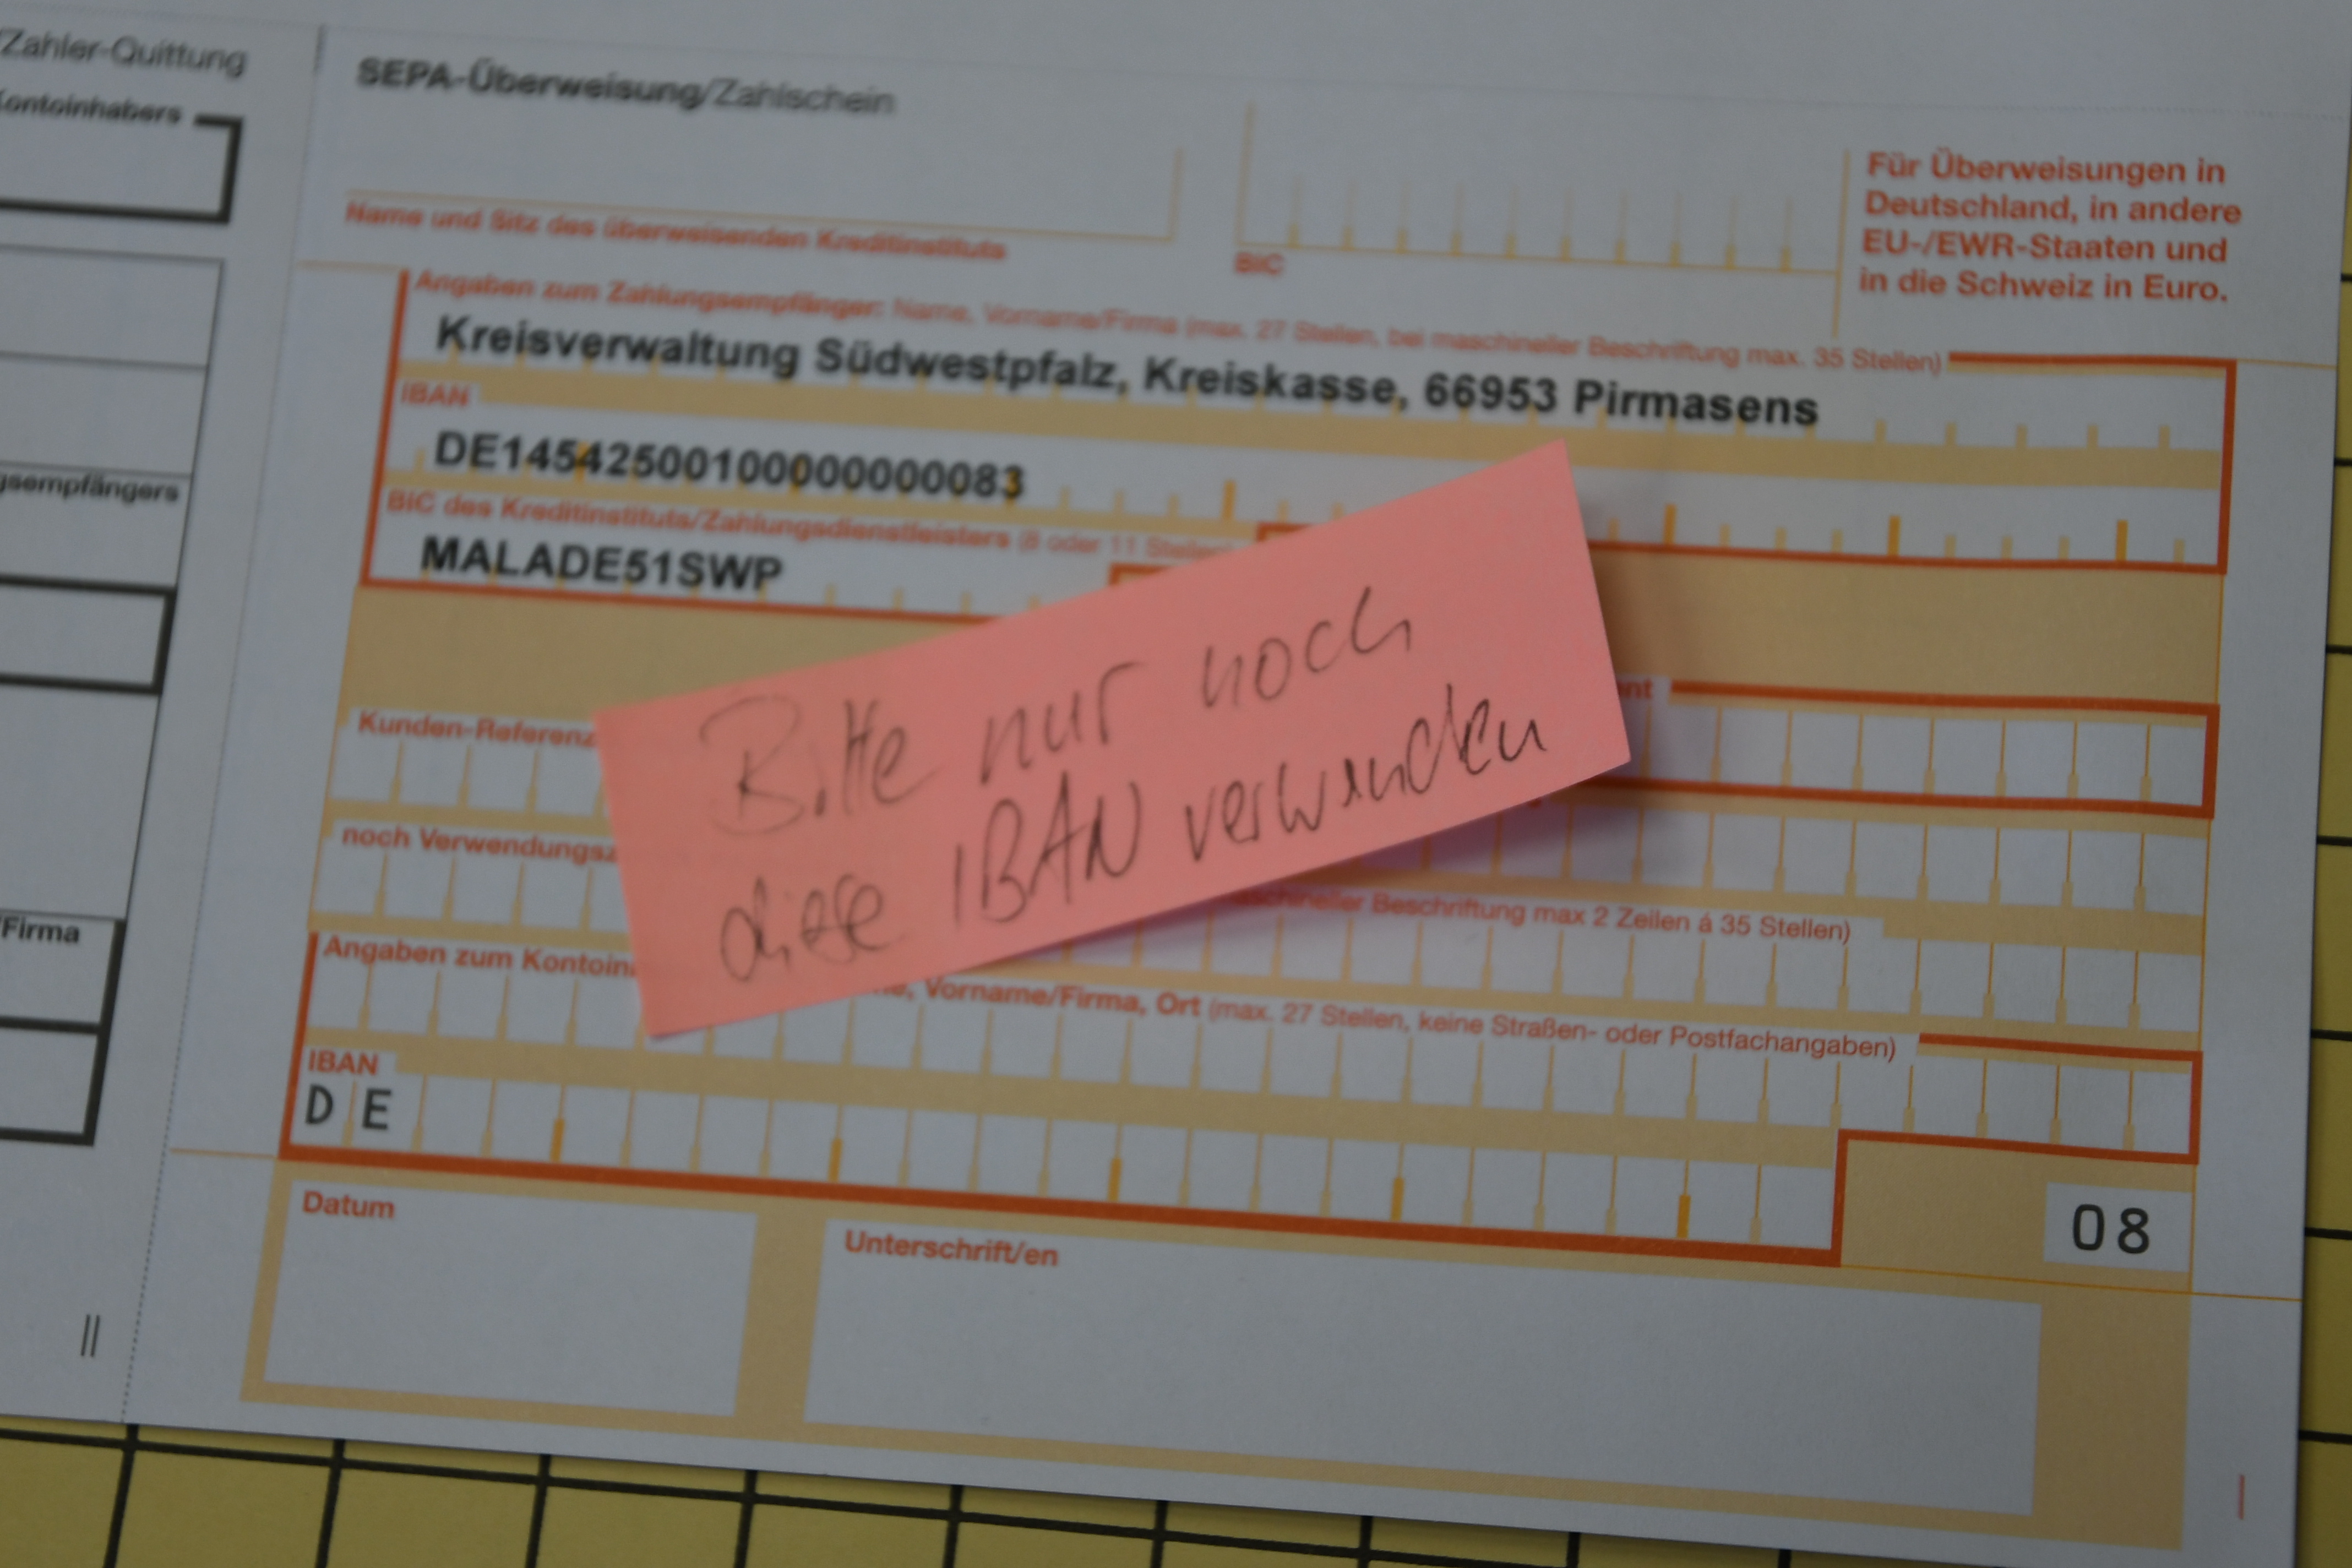 /Zahler-Quittung
Kontoinhabers
gsempfängers
/Firma
SEPA-Überweisung/Zahlschein
Name und Sitz des überweisenden Kreditinstituts
BIC
Für Überweisungen in
Deutschland, in andere
EU-/EWR-Staaten und
in die Schweiz in Euro.
Angaben zum Zahlungsempfänger: Name, Vorname/Firma (max. 27 Stellen, bei maschineller Beschriftung max. 35 Stellen)
Kreisverwaltung Südwestpfalz, Kreiskasse, 66953 Pirmasens
IBAN
DE14542500100000000083
BIC des Kreditinstituts/Zahlungsdienstleisters (8 oder 11 Stellen)
MALADE51SWP
Bitte nur noch
diese IBAN verwenden
Kunden-Referenz
noch Verwendungsz
maschineller Beschriftung max 2 Zeilen á 35 Stellen)
Angaben zum Kontoin
, Vorname/Firma, Ort (max. 27 Stellen, keine Straßen- oder Postfachangaben)
IBAN
DE
08
Datum
Unterschrift/en